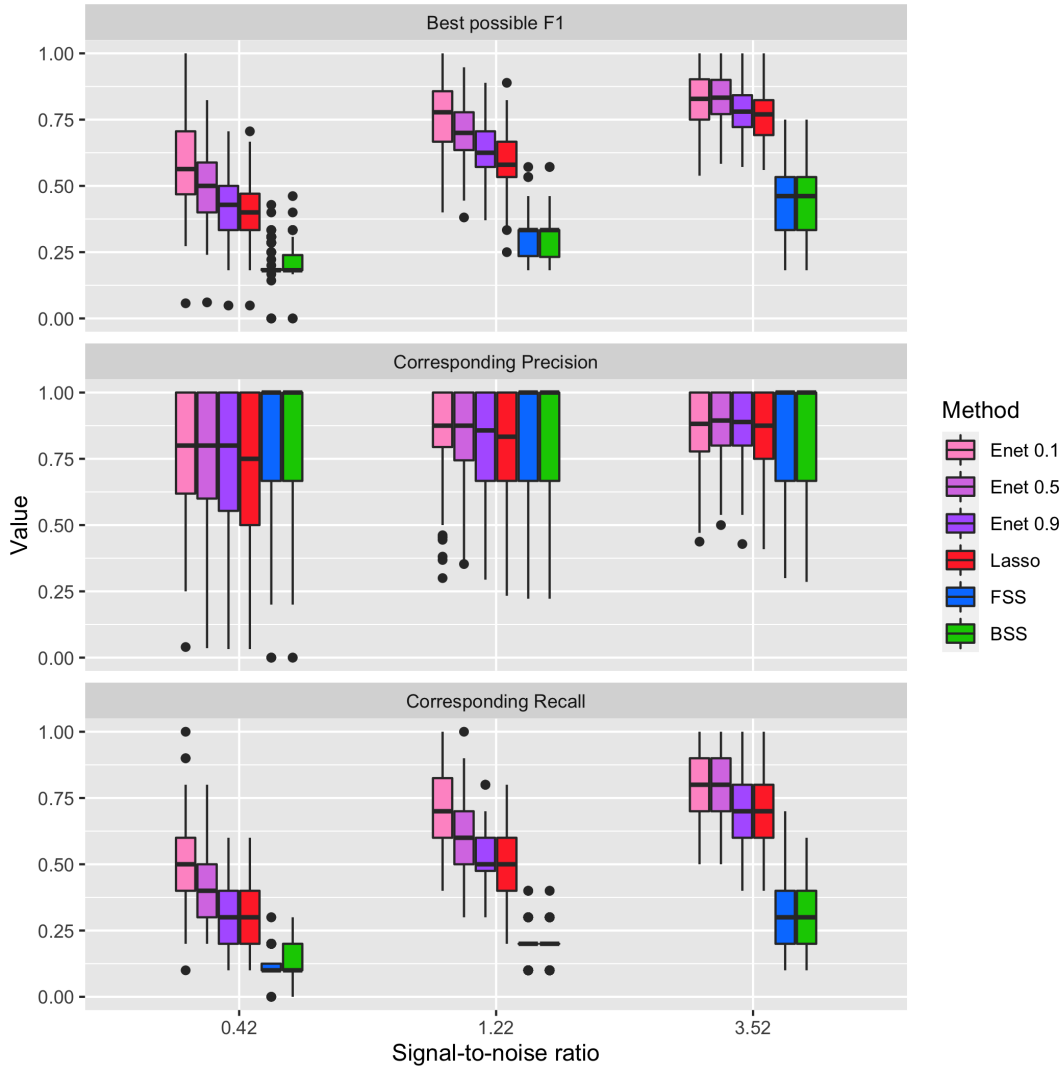 Best possible F1
1.00
0.75
0.50
0.25
0.00
Corresponding Precision
1.00
0.75
0.50
0.25
0.00
Corresponding Recall
1.00
0.75
0.50
0.25
0.00
Value
0.42
1.22
3.52
Signal-to-noise ratio
Method
Enet 0.1
Enet 0.5
Enet 0.9
Lasso
FSS
BSS